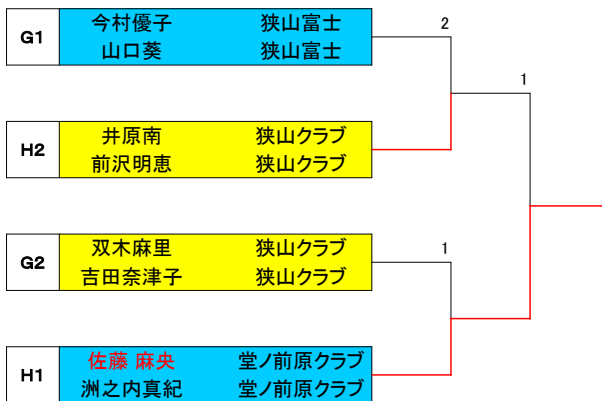 G1 今村優子 狭山富士
山口葵 狭山富士
2
1
H2 井原南 狭山クラブ
前沢明恵 狭山クラブ
G2 双木麻里 狭山クラブ
吉田奈津子 狭山クラブ
1
H1 佐藤 麻央 堂ノ前原クラブ
洲之内真紀 堂ノ前原クラブ